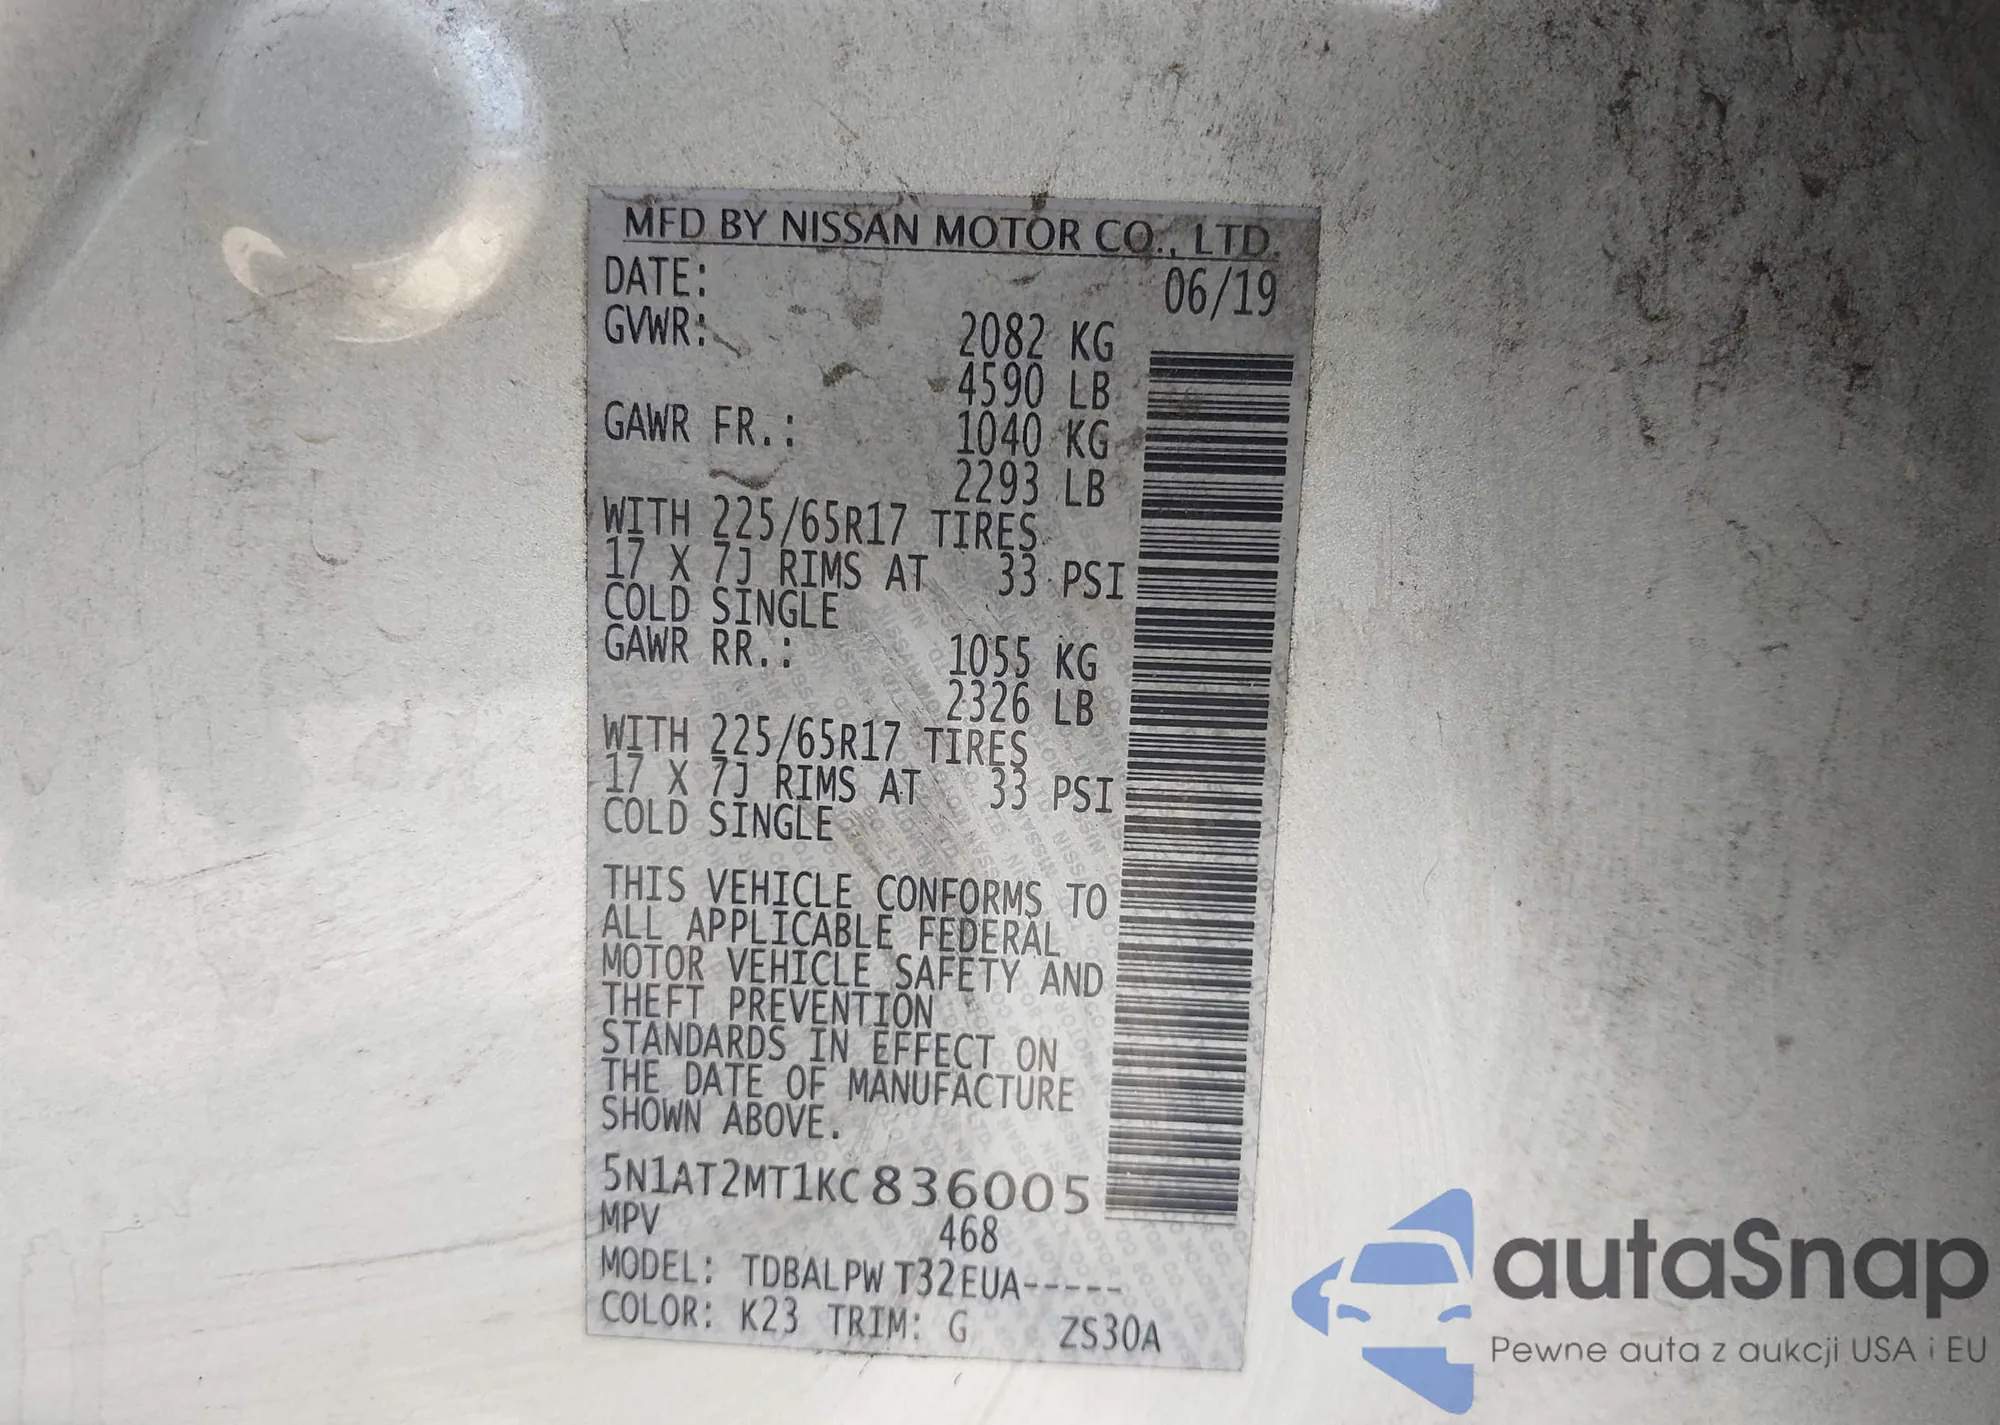 MFD BY NISSAN MOTOR CO., LTD.
DATE: 06/19
GVWR: 2082 KG
4590 LB
GAWR FR.: 1040 KG
2293 LB
WITH 225/65R17 TIRES
17 X 7J RIMS AT 33 PSI
COLD SINGLE
GAWR RR.: 1055 KG
2326 LB
WITH 225/65R17 TIRES
17 X 7J RIMS AT 33 PSI
COLD SINGLE
THIS VEHICLE CONFORMS TO
ALL APPLICABLE FEDERAL
MOTOR VEHICLE SAFETY AND
THEFT PREVENTION
STANDARDS IN EFFECT ON
THE DATE OF MANUFACTURE
SHOWN ABOVE.
5N1AT2MT1KC836005
MPV 468
MODEL: TDBALPW T32EUA-----
COLOR: K23 TRIM: G ZS30A
autaSnap
Pewne auta z aukcji USA i EU